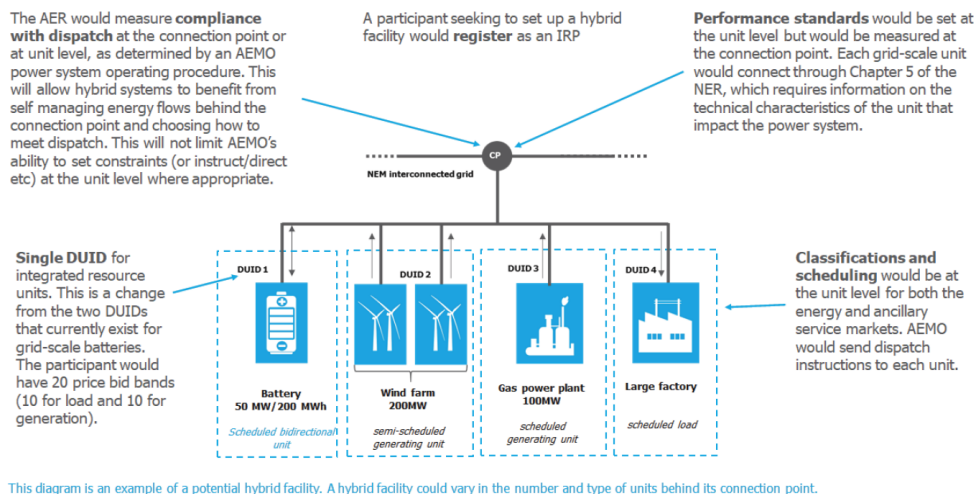 The AER would measure compliance
with dispatch at the connection point or
at unit level, as determined by an AEMO
power system operating procedure. This
will allow hybrid systems to benefit from
self managing energy flows behind the
connection point and choosing how to
meet dispatch. This will not limit AEMO's
ability to set constraints (or instruct/direct
etc) at the unit level where appropriate.
A participant seeking to set up a hybrid
facility would register as an IRP
Performance standards would be set at
the unit level but would be measured at
the connection point. Each grid-scale unit
would connect through Chapter 5 of the
NER, which requires information on the
technical characteristics of the unit that
impact the power system.
CP
NEM interconnected grid
Single DUID for
integrated resource
units. This is a change
from the two DUIDs
that currently exist for
grid-scale batteries.
The participant would
have 20 price bid bands
(10 for load and 10 for
generation).
DUID 1
Battery
50 MW/200 MWh
Scheduled bidirectional
unit
DUID 2
Wind farm
200MW
semi-scheduled
generating unit
DUID 3
Gas power plant
100MW
scheduled
generating unit
DUID 4
Large factory
scheduled load
Classifications and
scheduling would be at
the unit level for both the
energy and ancillary
service markets. AEMO
would send dispatch
instructions to each unit.
This diagram is an example of a potential hybrid facility. A hybrid facility could vary in the number and type of units behind its connection point.